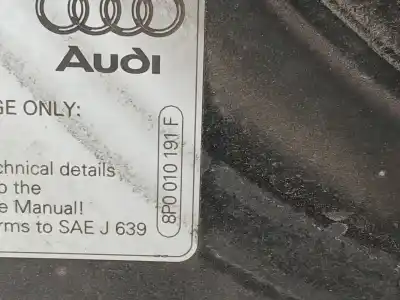 Audi
GE ONLY:
chnical details
o the
e Manual!
rms to SAE J 639
8P0 010 191 F